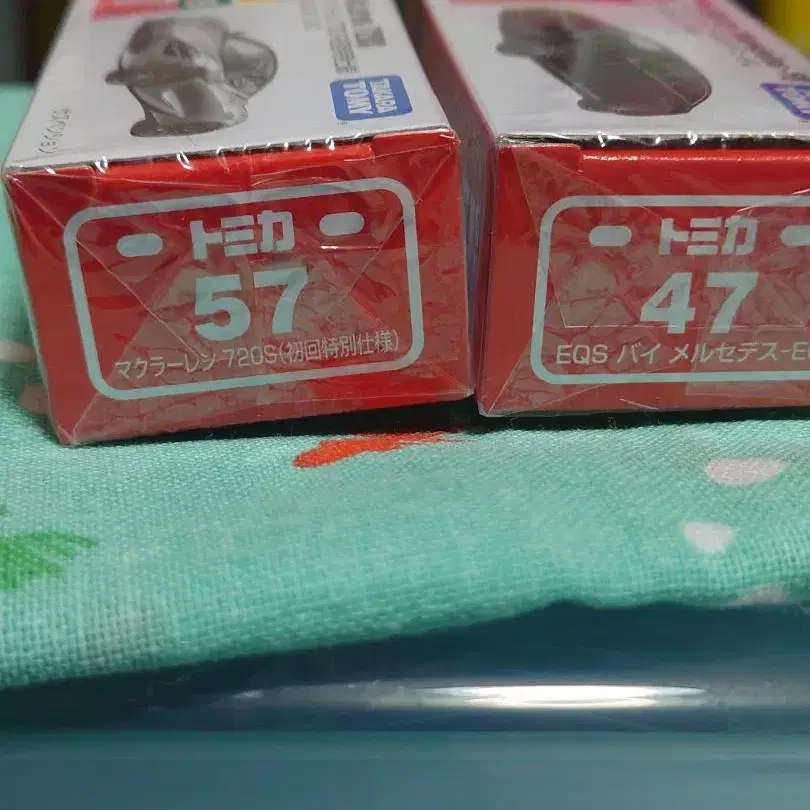 TAKARA
TOMY
トミカ
57
マクラーレン 720S(初回特別仕様)
トミカ
47
EQS バイ メルセデス-E